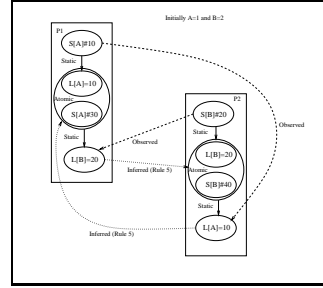 Initially A=1 and B=2
P1
S[A]#10
Static
L[A]=10
Atomic
S[A]#30
Static
L[B]=20
P2
S[B]#20
Static
L[B]=20
Atomic
S[B]#40
Static
L[A]=10
Observed
Observed
Inferred (Rule 5)
Inferred (Rule 5)